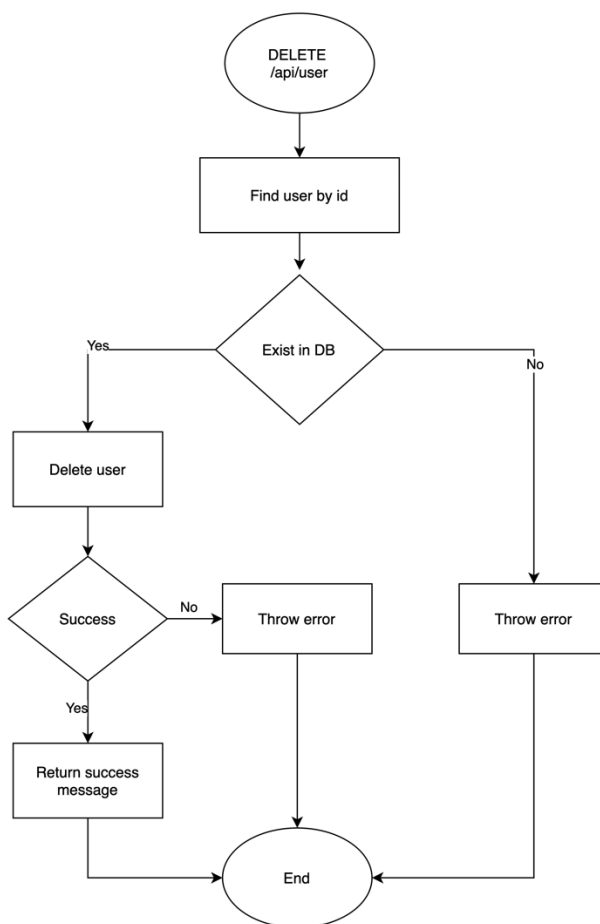 DELETE
/api/user
Find user by id
Exist in DB
Yes
No
Delete user
Success
No
Throw error
Throw error
Yes
Return success
message
End